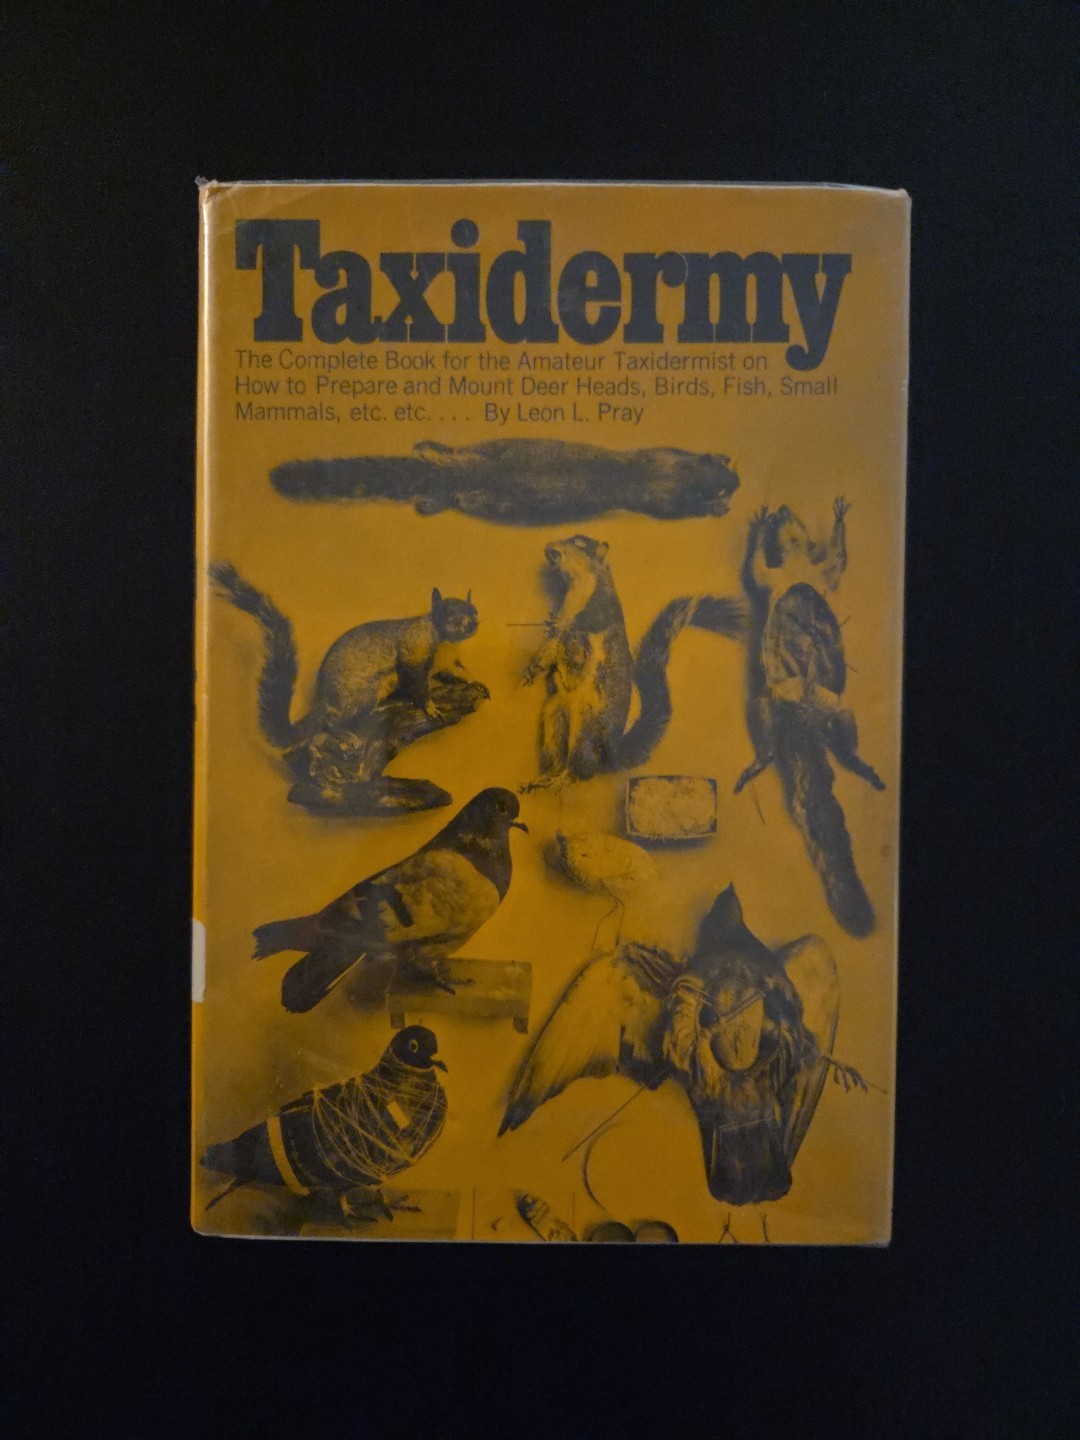 Taxidermy
The Complete Book for the Amateur Taxidermist on
How to Prepare and Mount Deer Heads, Birds, Fish, Small
Mammals, etc. etc. . . . By Leon L. Pray